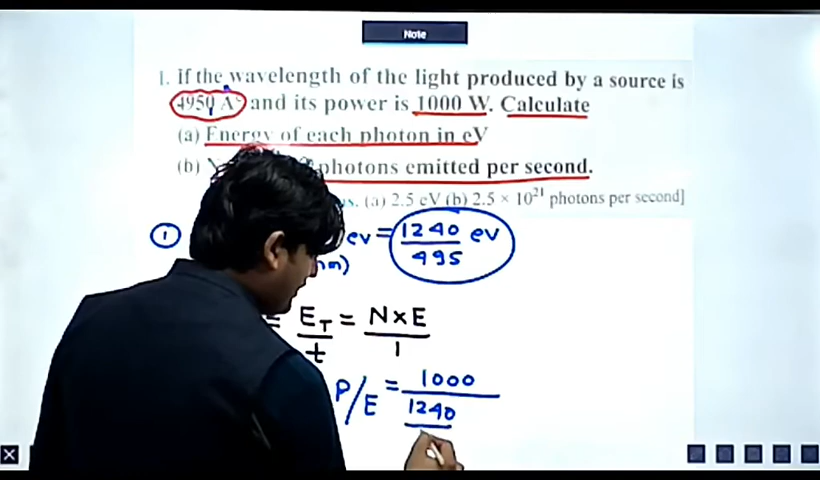 Note
1. If the wavelength of the light produced by a source is
4950 A° and its power is 1000 W. Calculate
(a) Energy of each photon in eV
(b) photons emitted per second.
(a) 2.5 eV (b) 2.5 × 10²¹ photons per second]
① ev = 1240/495 ev
= E_T/t = N×E/1
P/E = 1000/1240